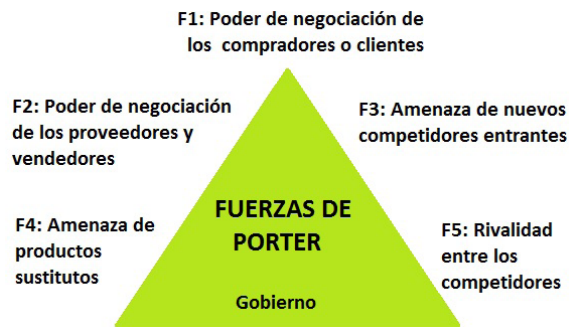 F1: Poder de negociación de
los compradores o clientes
F2: Poder de negociación
de los proveedores y
vendedores
F3: Amenaza de nuevos
competidores entrantes
FUERZAS DE
PORTER
F4: Amenaza de
productos
sustitutos
F5: Rivalidad
entre los
competidores
Gobierno